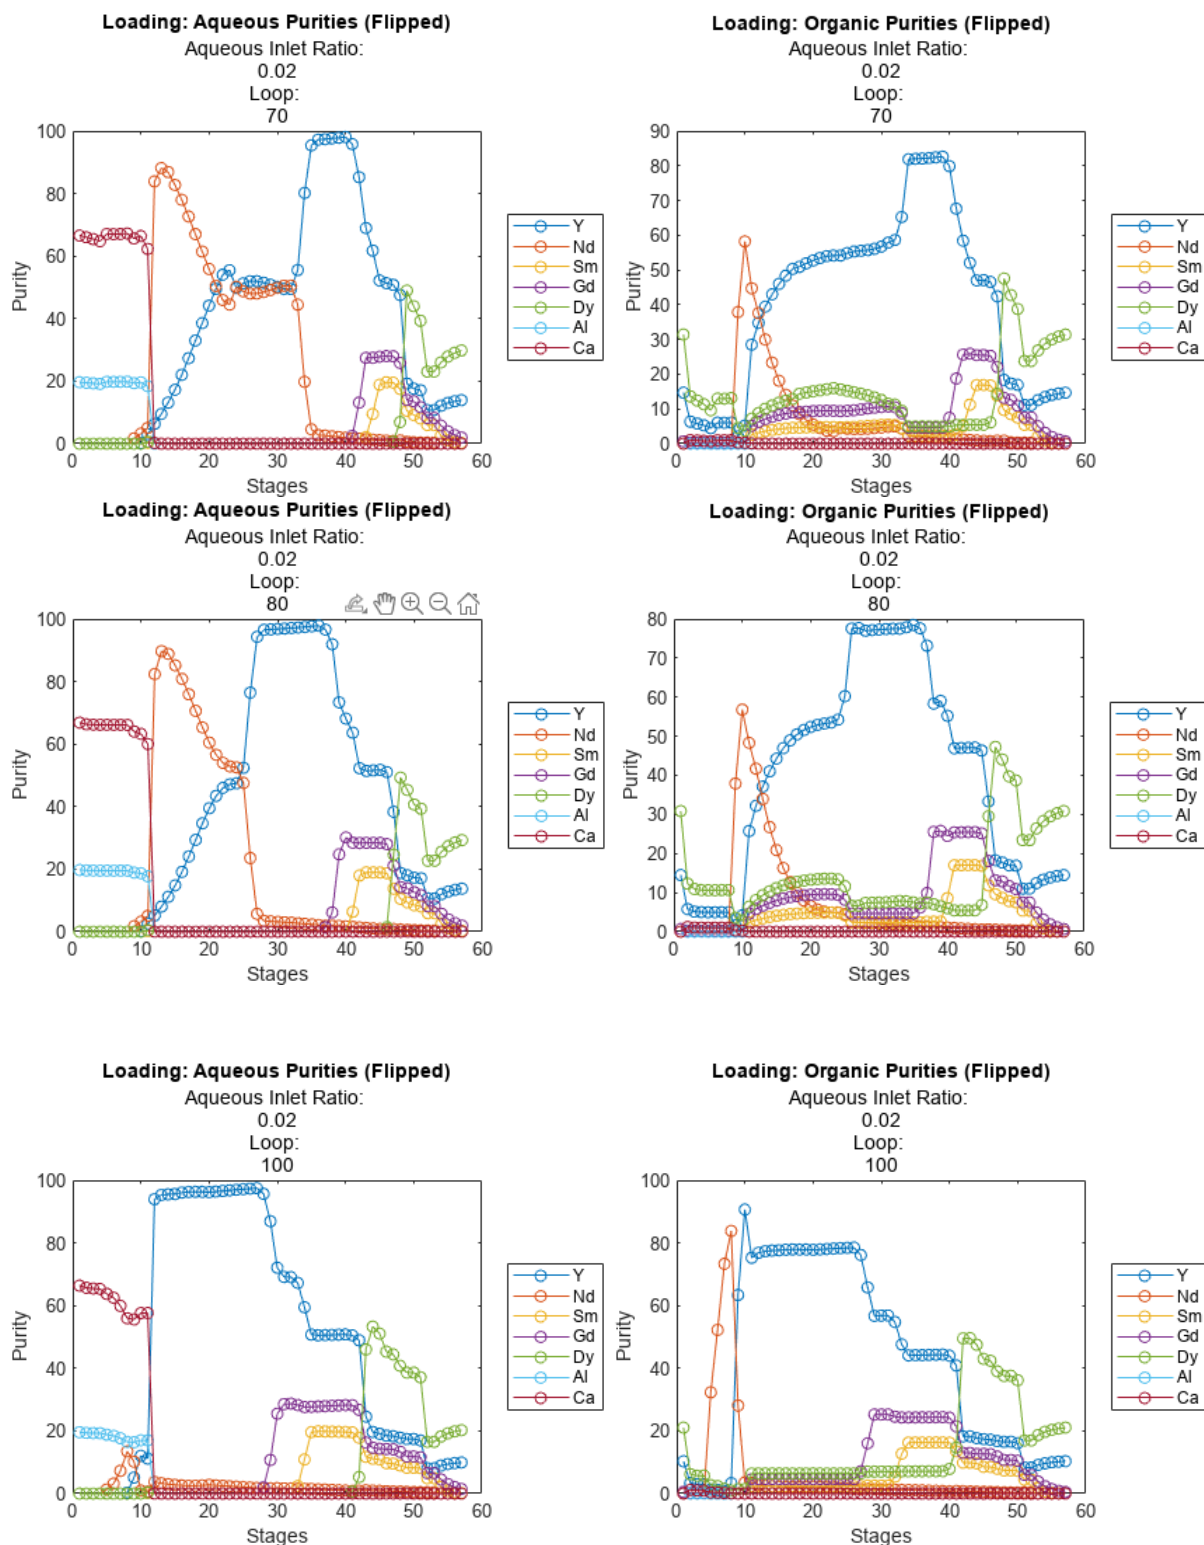 Loading: Aqueous Purities (Flipped)
Aqueous Inlet Ratio:
0.02
Loop:
70
100
80
60
40
20
0
Purity
0 10 20 30 40 50 60
Stages
Y
Nd
Sm
Gd
Dy
Al
Ca
Loading: Organic Purities (Flipped)
Aqueous Inlet Ratio:
0.02
Loop:
70
90
80
70
60
50
40
30
20
10
0
Purity
0 10 20 30 40 50 60
Stages
Y
Nd
Sm
Gd
Dy
Al
Ca
Loading: Aqueous Purities (Flipped)
Aqueous Inlet Ratio:
0.02
Loop:
80
100
80
60
40
20
0
Purity
0 10 20 30 40 50 60
Stages
Y
Nd
Sm
Gd
Dy
Al
Ca
Loading: Organic Purities (Flipped)
Aqueous Inlet Ratio:
0.02
Loop:
80
80
70
60
50
40
30
20
10
0
Purity
0 10 20 30 40 50 60
Stages
Y
Nd
Sm
Gd
Dy
Al
Ca
Loading: Aqueous Purities (Flipped)
Aqueous Inlet Ratio:
0.02
Loop:
100
100
80
60
40
20
0
Purity
0 10 20 30 40 50 60
Stages
Y
Nd
Sm
Gd
Dy
Al
Ca
Loading: Organic Purities (Flipped)
Aqueous Inlet Ratio:
0.02
Loop:
100
100
80
60
40
20
0
Purity
0 10 20 30 40 50 60
Stages
Y
Nd
Sm
Gd
Dy
Al
Ca